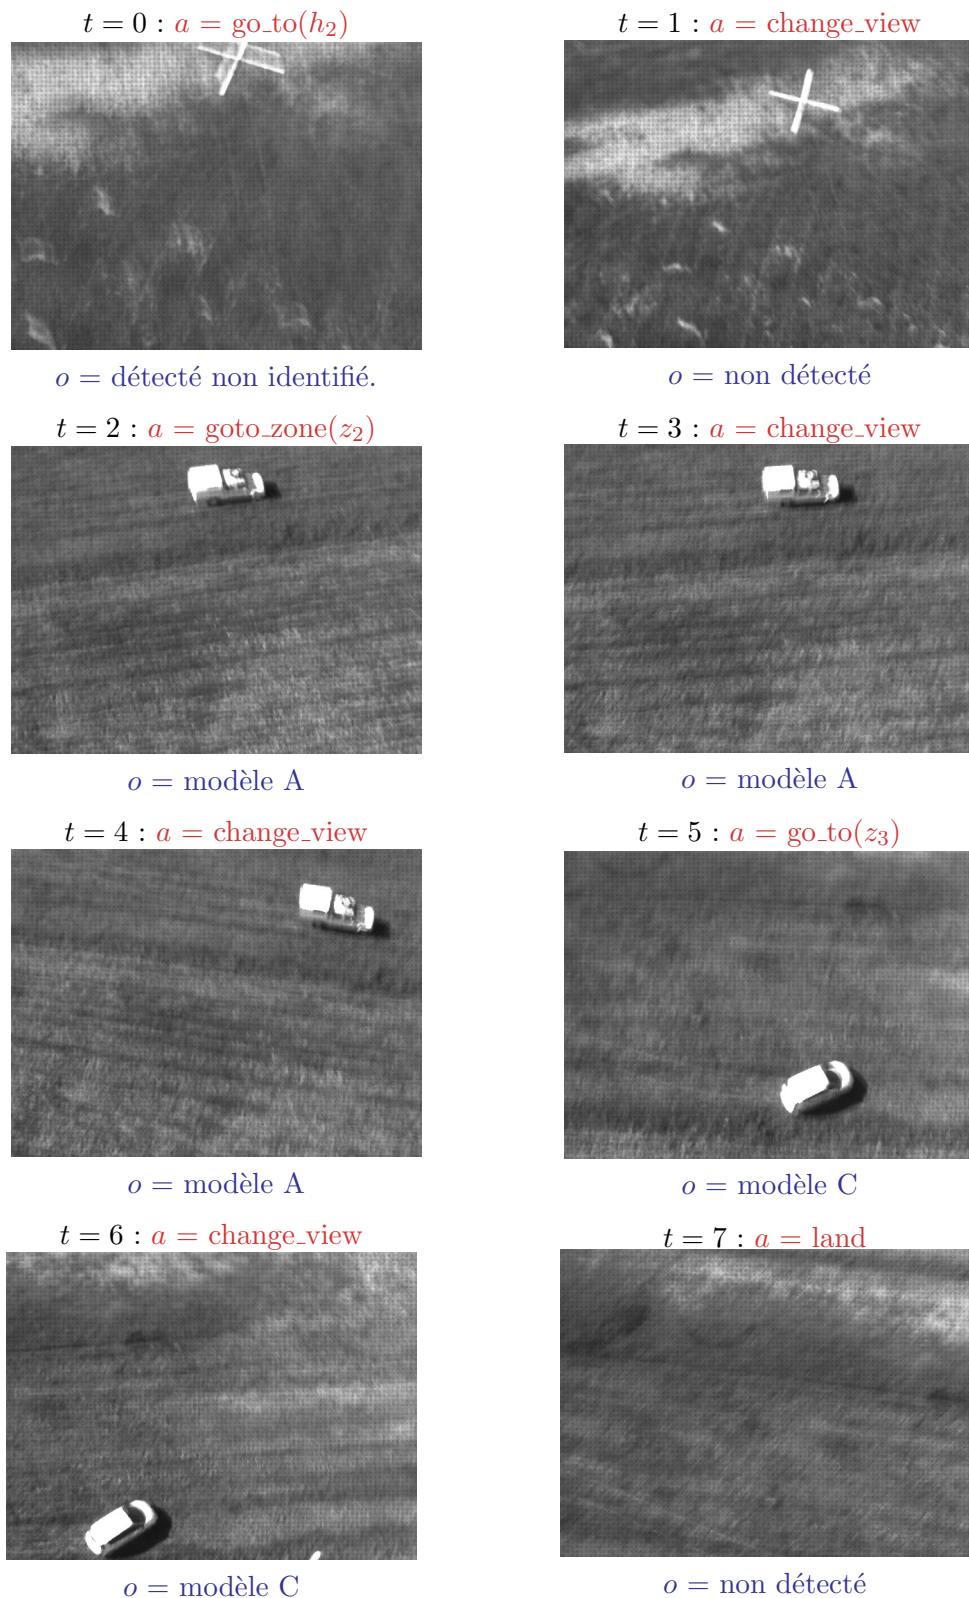 t = 0 : a = go_to(h₂)
t = 1 : a = change_view
o = détecté non identifié.
o = non détecté
t = 2 : a = goto_zone(z₂)
t = 3 : a = change_view
o = modèle A
o = modèle A
t = 4 : a = change_view
t = 5 : a = go_to(z₃)
o = modèle A
o = modèle C
t = 6 : a = change_view
t = 7 : a = land
o = modèle C
o = non détecté